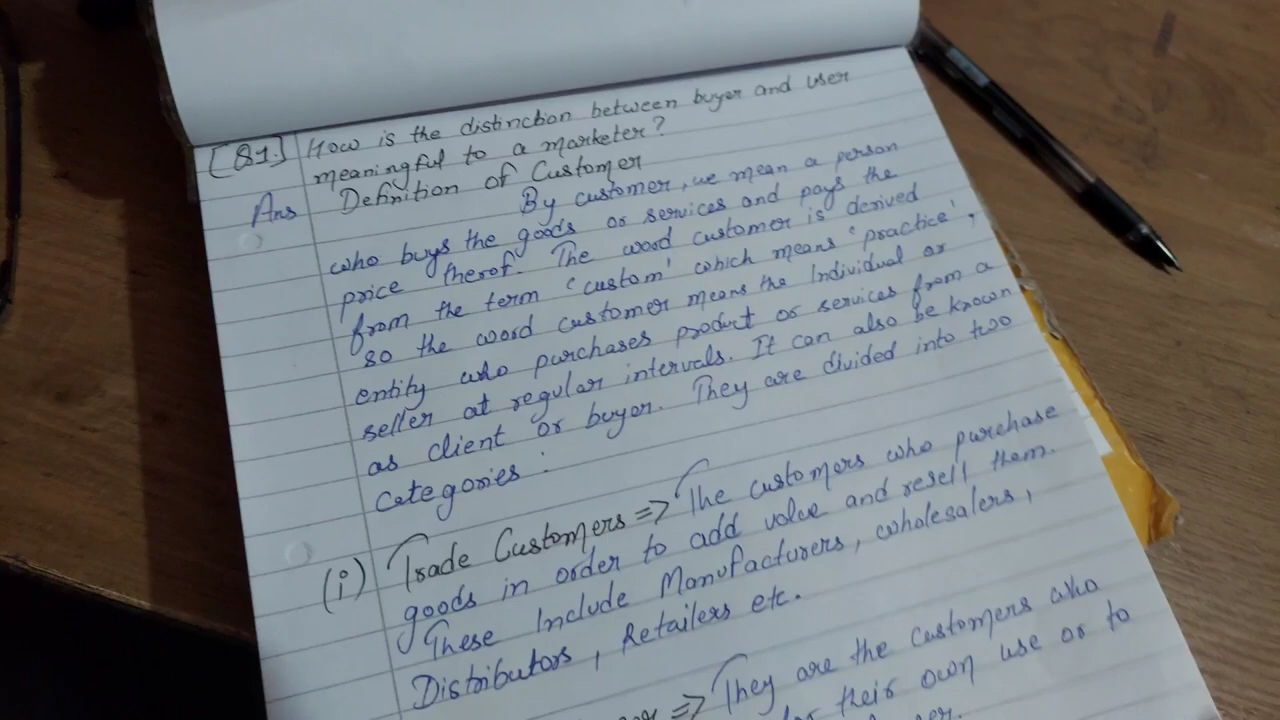 [Q1.] How is the distinction between buyer and user
meaningful to a marketer?
Ans Definition of Customer
By customer, we mean a person
who buys the goods or services and pays the
price therof. The word customer is derived
from the term 'custom' which means 'practice',
so the word customer means the Individual or
entity who purchases product or services from a
seller at regular intervals. It can also be known
as client or buyer. They are divided into two
categories :
(i) Trade Customers => The customers who purchase
goods in order to add value and resell them.
These Include Manufacturers, wholesalers,
Distributors, Retailers etc.
=> They are the customers who
their own use or to